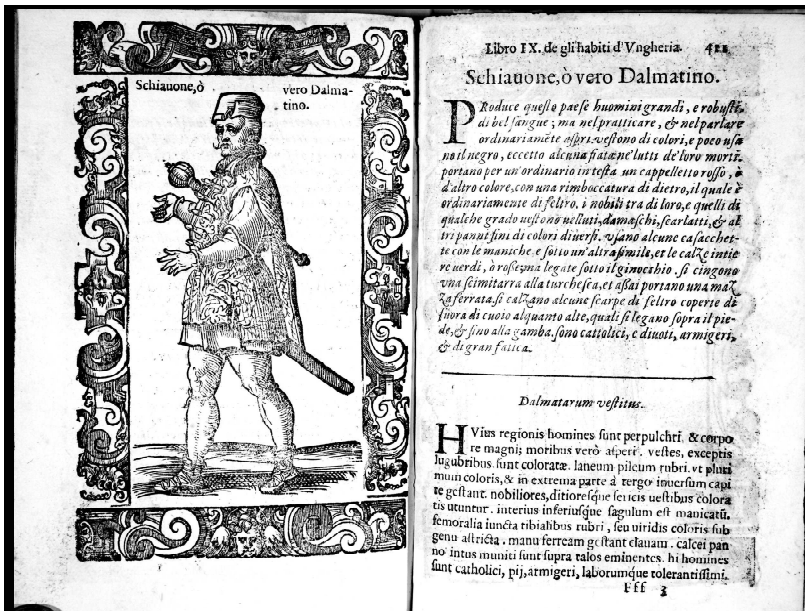 Schiauone,ò vero Dalma-
tino.
Libro IX. de gli habiti d'Vngheria. 411
Schiauone,ò vero Dalmatino.
PRoduce questo paese huomini grandi, e robusti,
di bel sangue; ma nel pratticare, & nel parlare
ordinariamẽte aspri. vestono di colori, e poco usa
no il negro, eccetto alcuna fiata ne' lutti de' loro morti.
portano per un'ordinario in testa un cappelletto rosso, ò
d'altro colore, con una rimboccatura di dietro, il quale è
ordinariamente di feltro. i nobili tra di loro, e quelli di
qualche grado uestono uelluti, damaschi, scarlatti, & al
tri panni fini di colori diuersi. vsano alcune casacchet-
te con le maniche e sotto un'altra simile, et le calze intie
re uerdi, ò rosse, ma legate sotto il ginocchio. si cingono
vna scimitarra alla turchesca, et assai portano una maz
za ferrata. si calzano alcune scarpe di feltro coperte di
fuora di cuoio alquanto alte, quali si legano sopra il pie-
de, & fino alla gamba. sono cattolici, e diuoti, armigeri,
& di gran fatica.
Dalmatarum vestitus.
HVius regionis homines sunt perpulchri, & corpo
re magni; moribus verò asperi. vestes, exceptis
lugubribus, sunt coloratæ. laneum pileum rubri, vt pluri
mum coloris, & in extrema parte à tergo inuersum capi
te gestant. nobiliores, ditioresque sericis uestibus colora
tis utuntur. interius inferiusque sagulum est manicatũ.
femoralia iuncta tibialibus rubri, seu uiridis coloris sub
genu astricta. manu ferream gestant clauam. calcei pan
no intus muniti sunt supra talos eminentes. hi homines
sunt catholici, pij, armigeri, laborumque tolerantissimi.
Fff 3